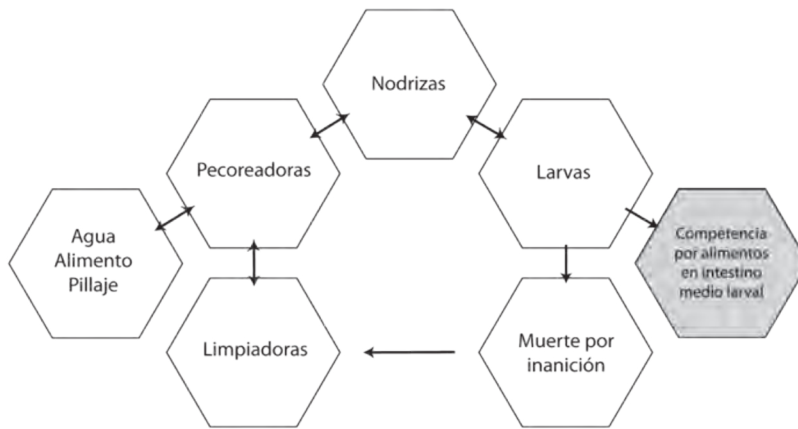 Nodrizas
Pecoreadoras
Larvas
Agua
Alimento
Pillaje
Competencia
por alimentos
en intestino
medio larval
Limpiadoras
Muerte por
inanición